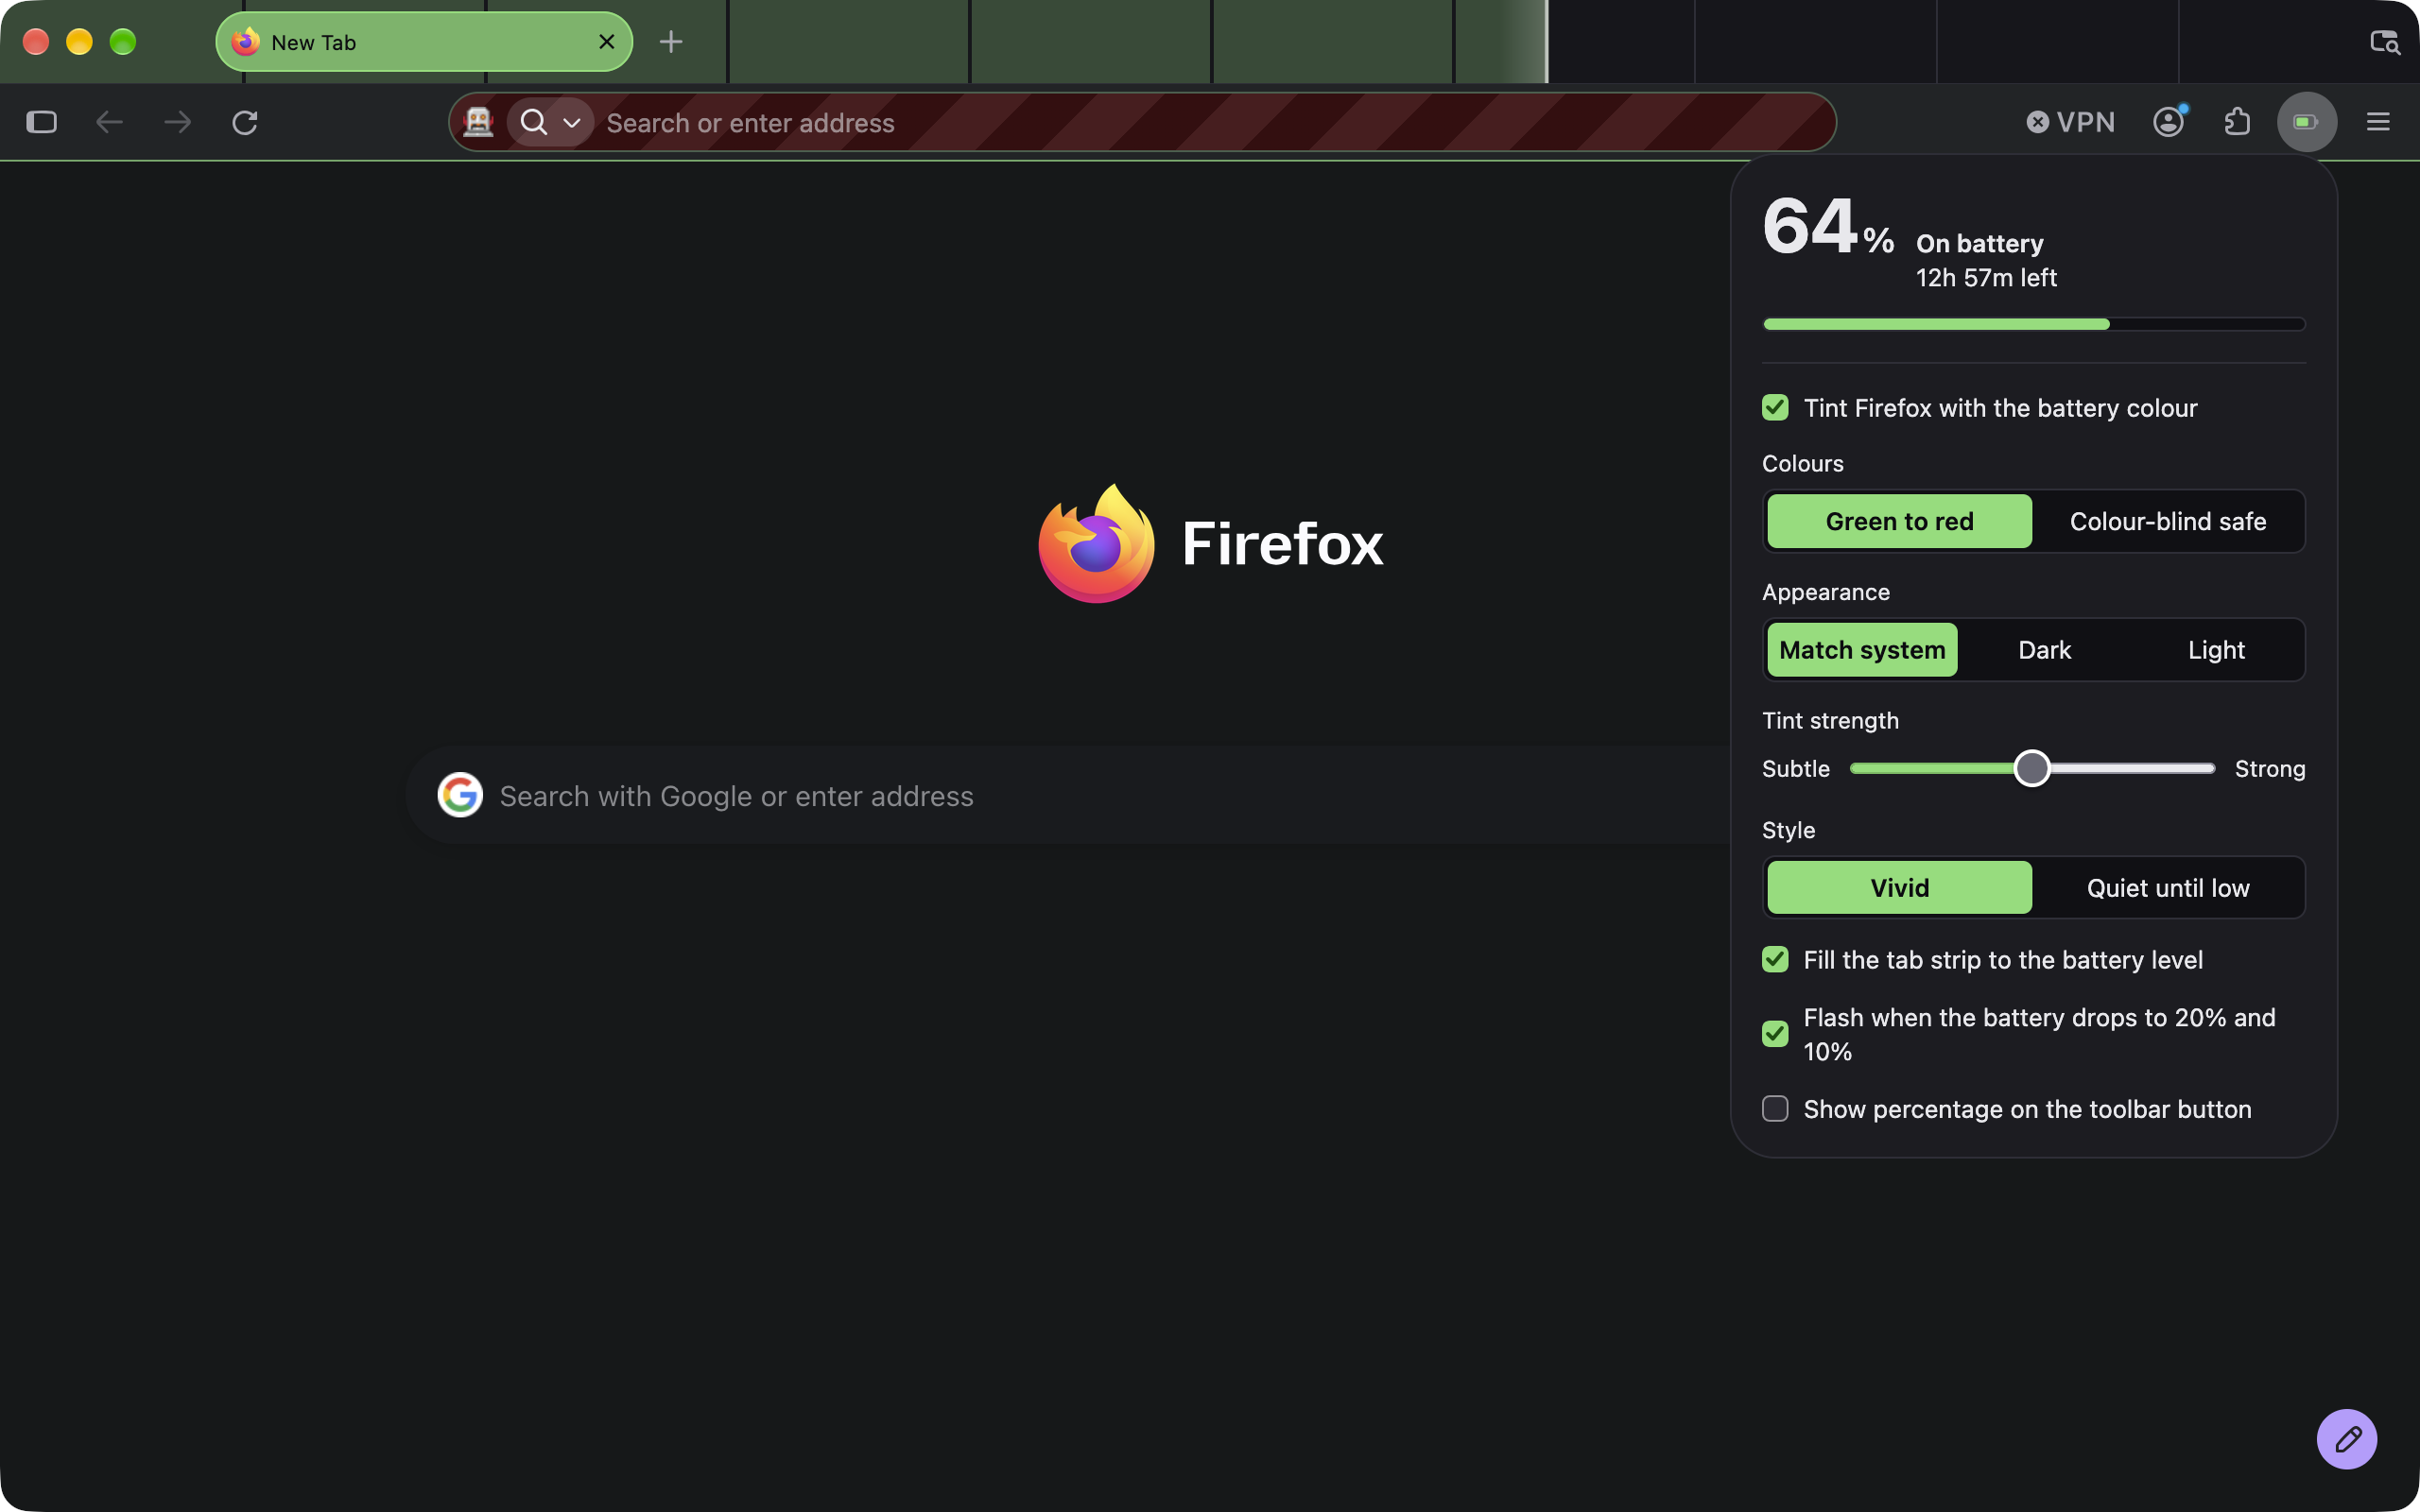 New Tab
Search or enter address
VPN
64%
On battery
12h 57m left
Tint Firefox with the battery colour
Colours
Green to red
Colour-blind safe
Appearance
Match system
Dark
Light
Tint strength
Subtle
Strong
Style
Vivid
Quiet until low
Fill the tab strip to the battery level
Flash when the battery drops to 20% and
10%
Show percentage on the toolbar button
Firefox
Search with Google or enter address